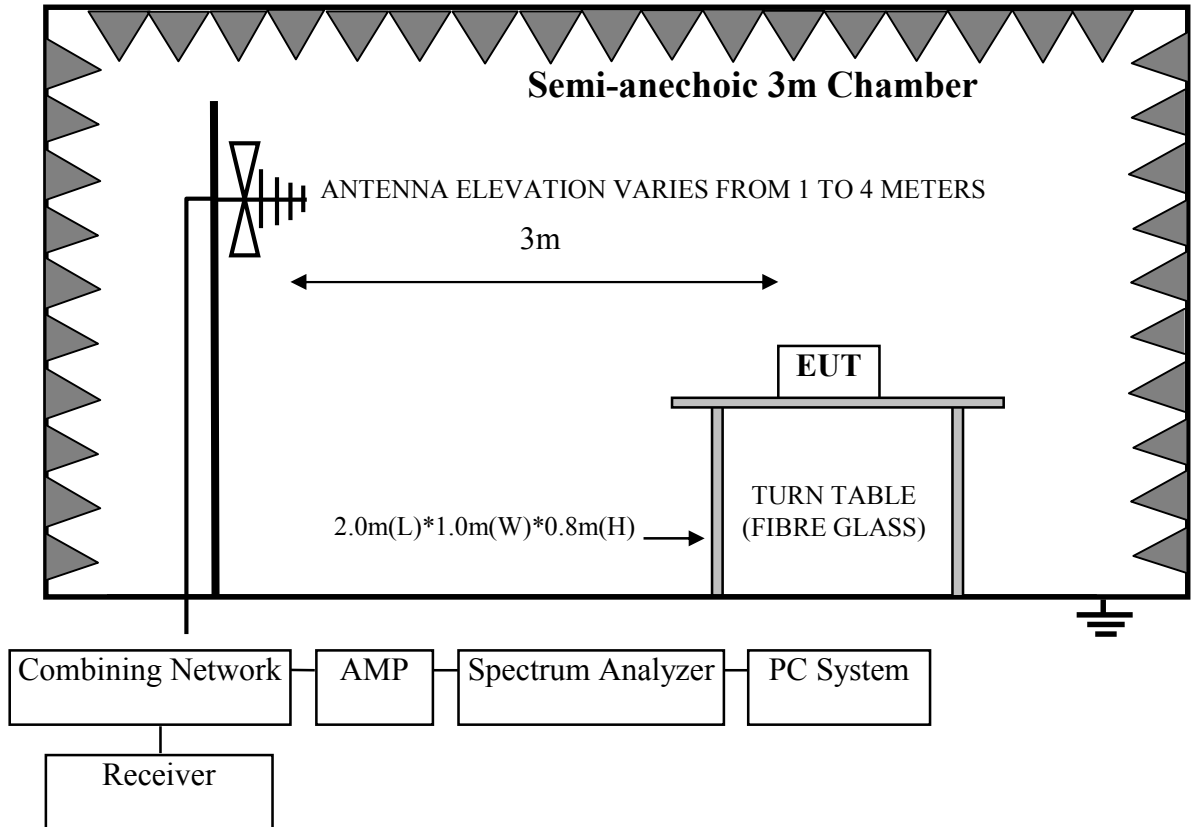 Semi-anechoic 3m Chamber
ANTENNA ELEVATION VARIES FROM 1 TO 4 METERS
3m
EUT
TURN TABLE
(FIBRE GLASS)
2.0m(L)*1.0m(W)*0.8m(H)
Combining Network
AMP
Spectrum Analyzer
PC System
Receiver